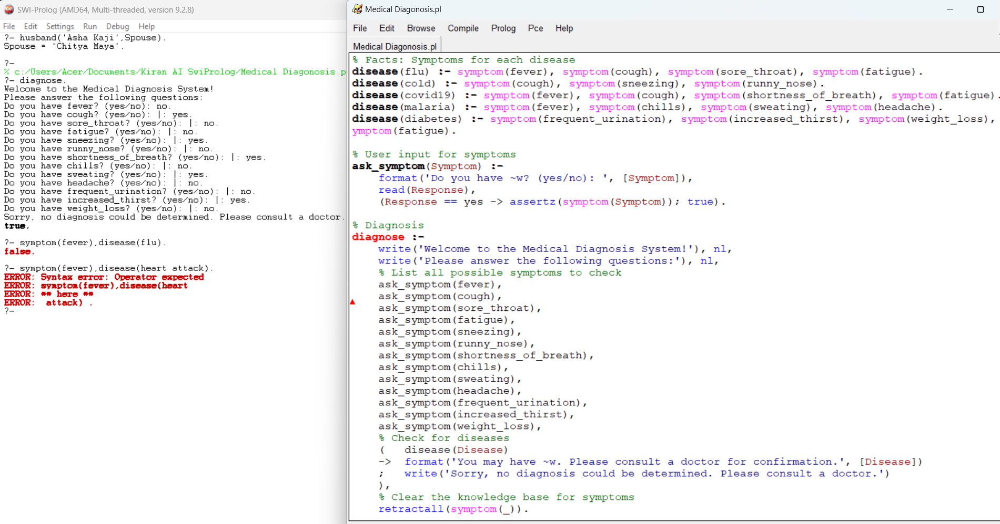 SWI-Prolog (AMD64, Multi-threaded, version 9.2.8)
File Edit Settings Run Debug Help
?- husband('Asha Kaji',Spouse).
Spouse = 'Chitya Maya'.
?-
% c:/Users/Acer/Documents/Kiran AI SwiProlog/Medical Diagonosis.p
?- diagnose.
Welcome to the Medical Diagnosis System!
Please answer the following questions:
Do you have fever? (yes/no): no.
Do you have cough? (yes/no): |: yes.
Do you have sore_throat? (yes/no): |: no.
Do you have fatigue? (yes/no): |: no.
Do you have sneezing? (yes/no): |: yes.
Do you have runny_nose? (yes/no): |: no.
Do you have shortness_of_breath? (yes/no): |: yes.
Do you have chills? (yes/no): |: no.
Do you have sweating? (yes/no): |: yes.
Do you have headache? (yes/no): |: no.
Do you have frequent_urination? (yes/no): |: no.
Do you have increased_thirst? (yes/no): |: yes.
Do you have weight_loss? (yes/no): |: no.
Sorry, no diagnosis could be determined. Please consult a doctor.
true.
?- symptom(fever),disease(flu).
false.
?- symptom(fever),disease(heart attack).
ERROR: Syntax error: Operator expected
ERROR: symptom(fever),disease(heart
ERROR: ** here **
ERROR:  attack) .
?-
Medical Diagonosis.pl
File Edit Browse Compile Prolog Pce Help
Medical Diagonosis.pl
% Facts: Symptoms for each disease
disease(flu) :- symptom(fever), symptom(cough), symptom(sore_throat), symptom(fatigue).
disease(cold) :- symptom(cough), symptom(sneezing), symptom(runny_nose).
disease(covid19) :- symptom(fever), symptom(cough), symptom(shortness_of_breath), symptom(fatigue).
disease(malaria) :- symptom(fever), symptom(chills), symptom(sweating), symptom(headache).
disease(diabetes) :- symptom(frequent_urination), symptom(increased_thirst), symptom(weight_loss),
ymptom(fatigue).
% User input for symptoms
ask_symptom(Symptom) :-
format('Do you have ~w? (yes/no): ', [Symptom]),
read(Response),
(Response == yes -> assertz(symptom(Symptom)); true).
% Diagnosis
diagnose :-
write('Welcome to the Medical Diagnosis System!'), nl,
write('Please answer the following questions:'), nl,
% List all possible symptoms to check
ask_symptom(fever),
ask_symptom(cough),
ask_symptom(sore_throat),
ask_symptom(fatigue),
ask_symptom(sneezing),
ask_symptom(runny_nose),
ask_symptom(shortness_of_breath),
ask_symptom(chills),
ask_symptom(sweating),
ask_symptom(headache),
ask_symptom(frequent_urination),
ask_symptom(increased_thirst),
ask_symptom(weight_loss),
% Check for diseases
( disease(Disease)
-> format('You may have ~w. Please consult a doctor for confirmation.', [Disease])
; write('Sorry, no diagnosis could be determined. Please consult a doctor.')
),
% Clear the knowledge base for symptoms
retractall(symptom(_)).